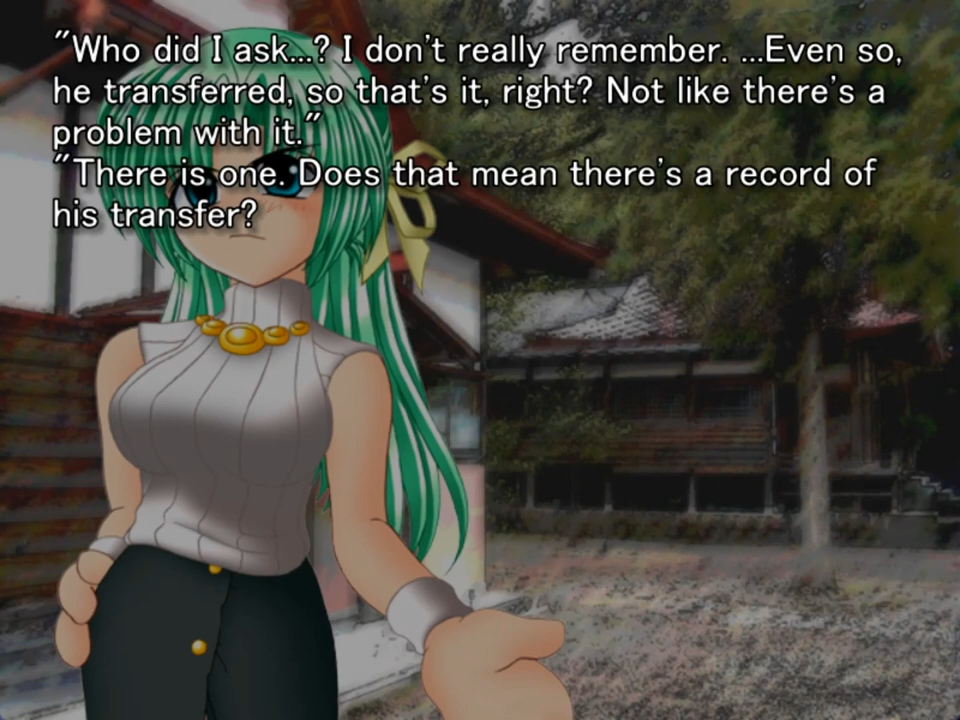 "Who did I ask...? I don't really remember. ...Even so,
he transferred, so that's it, right? Not like there's a
problem with it."
"There is one. Does that mean there's a record of
his transfer?